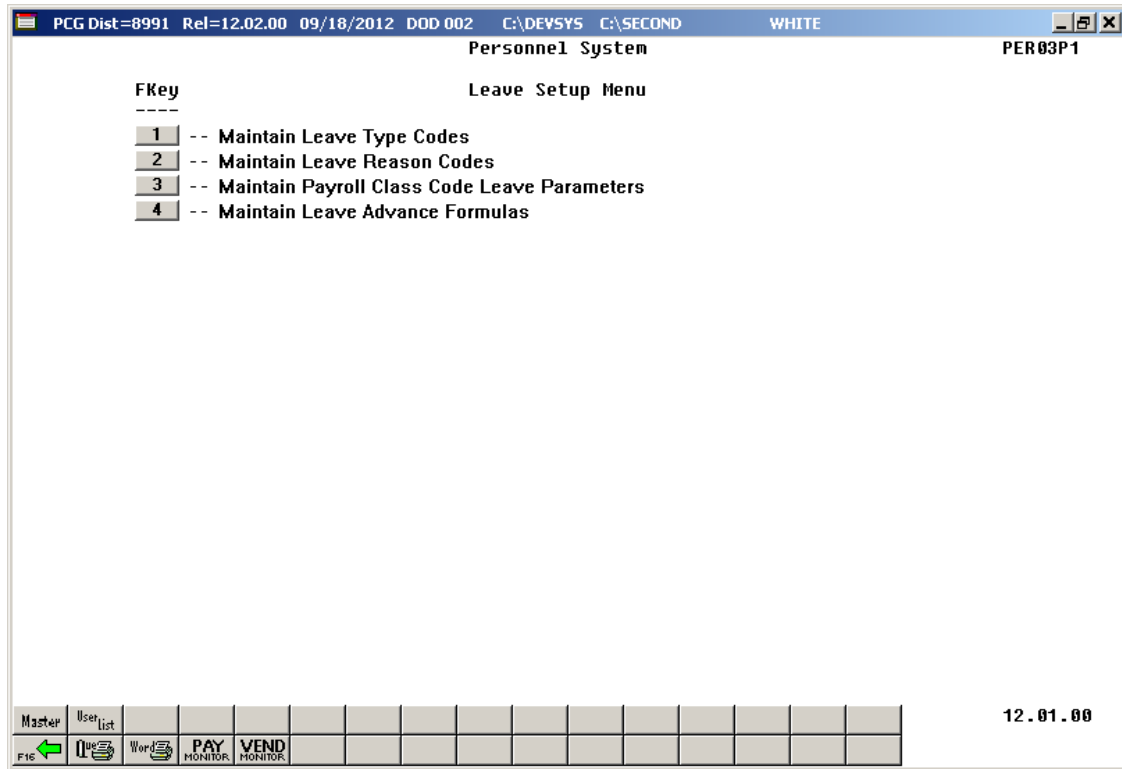 PCG Dist=8991 Rel=12.02.00 09/18/2012 DOD 002 C:\DEVSYS C:\SECOND WHITE
Personnel System PER03P1
FKey Leave Setup Menu
----
1 -- Maintain Leave Type Codes
2 -- Maintain Leave Reason Codes
3 -- Maintain Payroll Class Code Leave Parameters
4 -- Maintain Leave Advance Formulas
Master User List 12.01.00
F16 Que Word PAY MONITOR VEND MONITOR